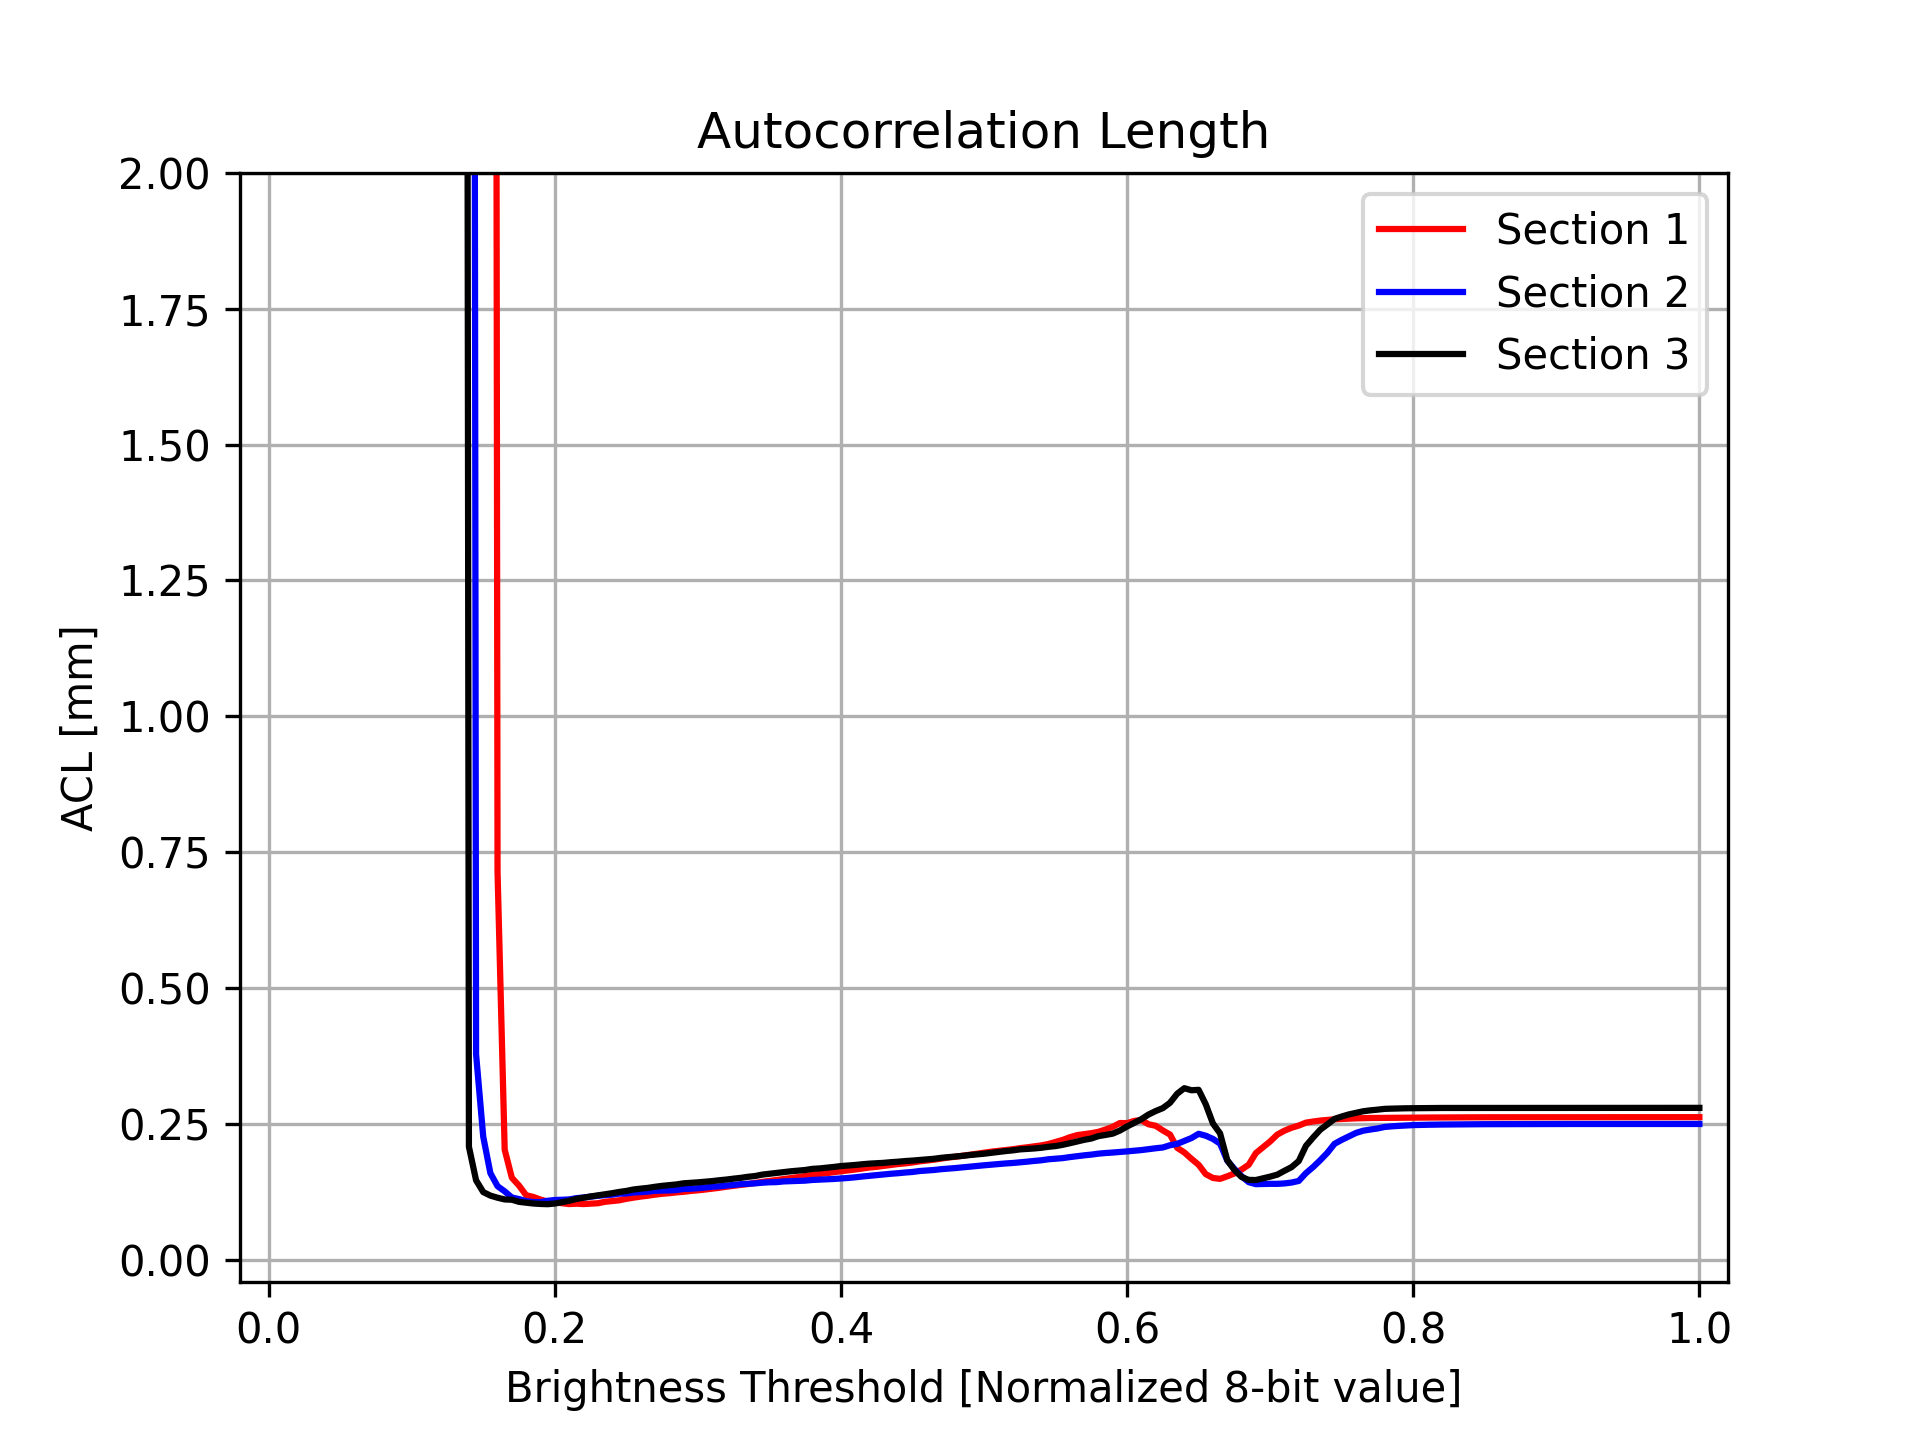 Autocorrelation Length
2.00
1.75
1.50
1.25
1.00
0.75
0.50
0.25
0.00
ACL [mm]
Section 1
Section 2
Section 3
0.0 0.2 0.4 0.6 0.8 1.0
Brightness Threshold [Normalized 8-bit value]